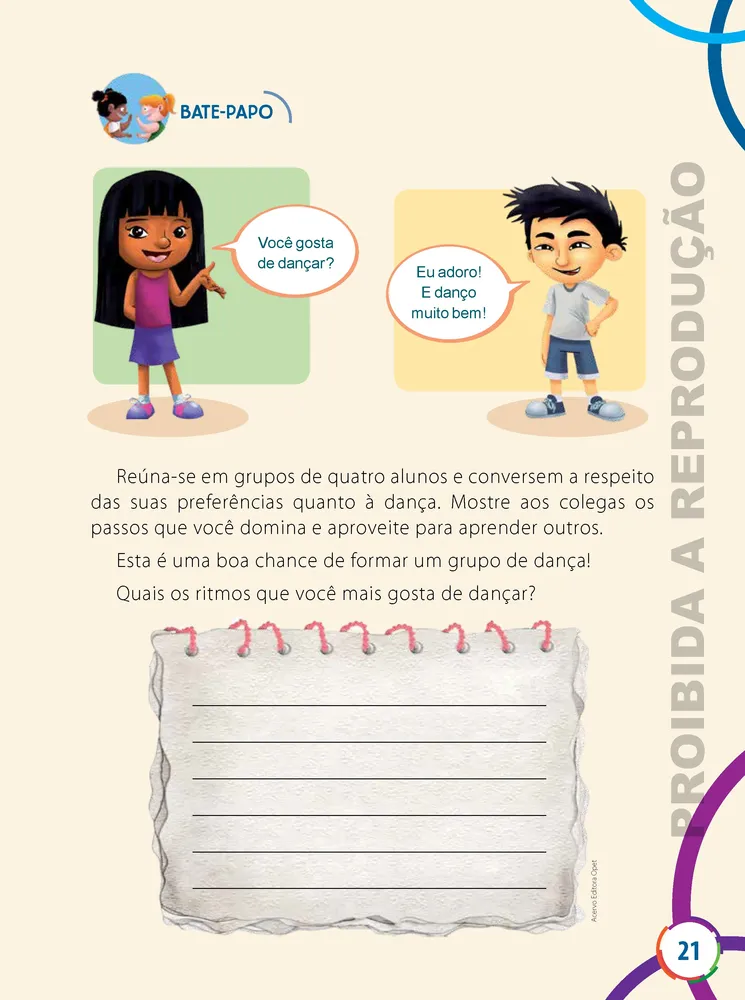 BATE-PAPO
Você gosta
de dançar?
Eu adoro!
E danço
muito bem!
Reúna-se em grupos de quatro alunos e conversem a respeito
das suas preferências quanto à dança. Mostre aos colegas os
passos que você domina e aproveite para aprender outros.
Esta é uma boa chance de formar um grupo de dança!
Quais os ritmos que você mais gosta de dançar?
Acervo Editora Opet
PROIBIDA A REPRODUÇÃO
21